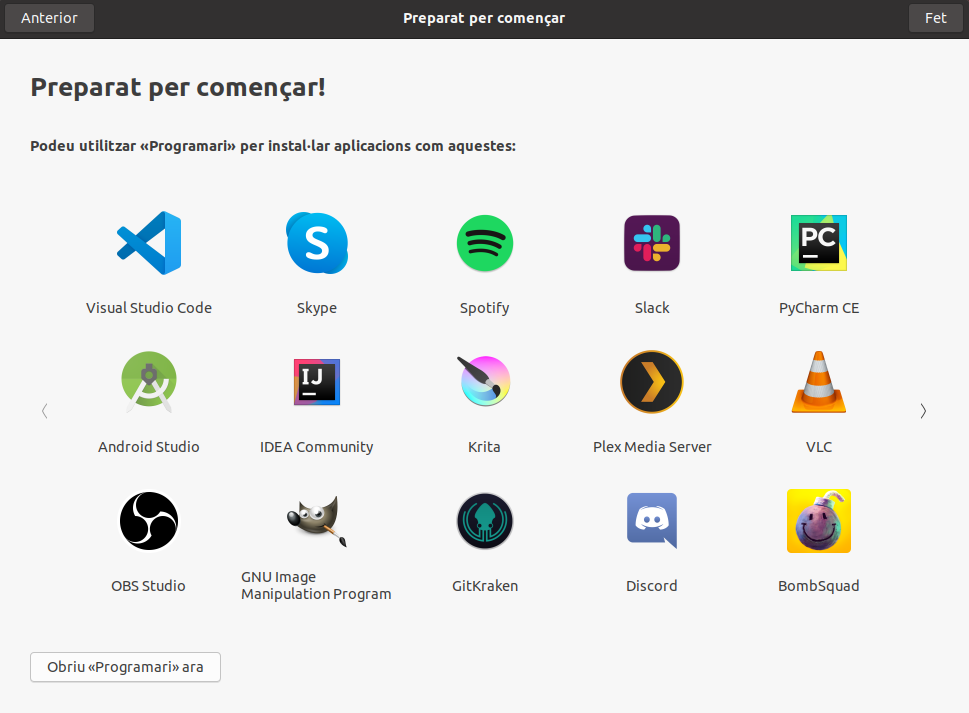 Anterior
Preparat per començar
Fet
Preparat per començar!
Podeu utilitzar «Programari» per instal·lar aplicacions com aquestes:
S
PC
Visual Studio Code
Skype
Spotify
Slack
PyCharm CE
IJ
Android Studio
IDEA Community
Krita
Plex Media Server
VLC
OBS Studio
GNU Image
Manipulation Program
GitKraken
Discord
BombSquad
Obriu «Programari» ara